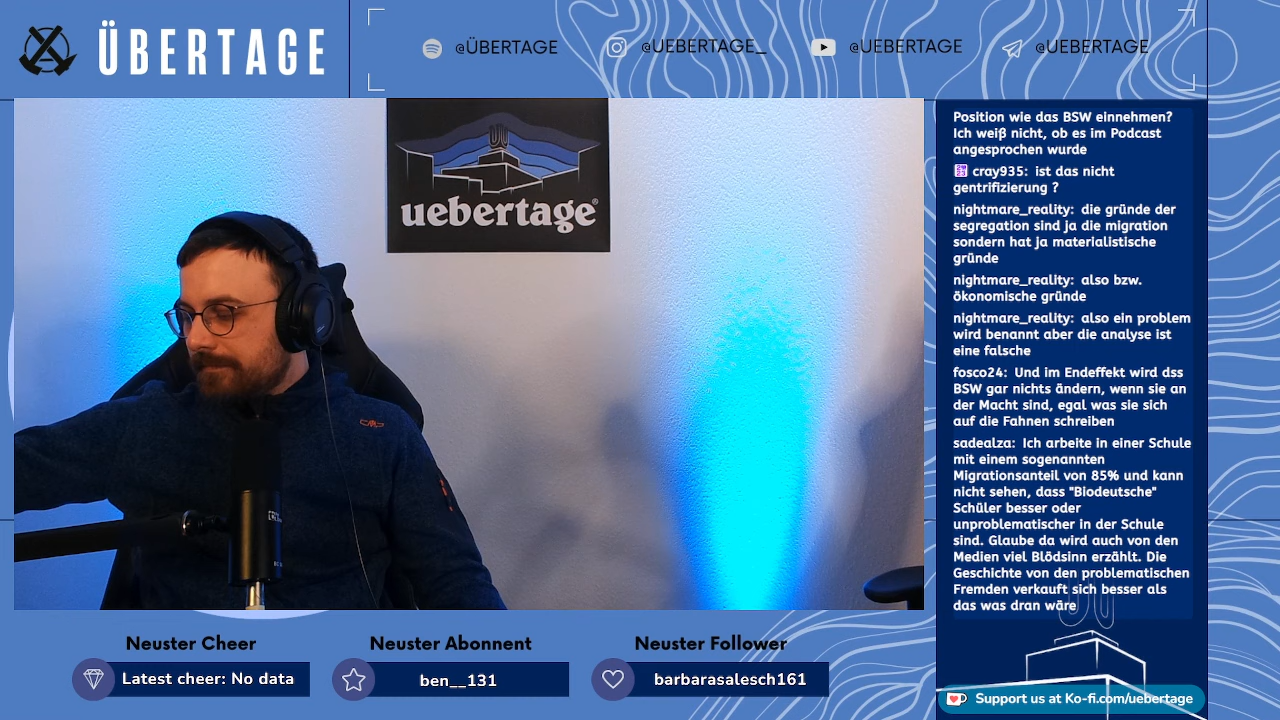 ÜBERTAGE
@ÜBERTAGE
@UEBERTAGE_
@UEBERTAGE
@UEBERTAGE
uebertage®
Position wie das BSW einnehmen?
Ich weiß nicht, ob es im Podcast
angesprochen wurde
cray935: ist das nicht
gentrifizierung ?
nightmare_reality: die gründe der
segregation sind ja die migration
sondern hat ja materialistische
gründe
nightmare_reality: also bzw.
ökonomische gründe
nightmare_reality: also ein problem
wird benannt aber die analyse ist
eine falsche
fosco24: Und im Endeffekt wird dss
BSW gar nichts ändern, wenn sie an
der Macht sind, egal was sie sich
auf die Fahnen schreiben
sadealza: Ich arbeite in einer Schule
mit einem sogenannten
Migrationsanteil von 85% und kann
nicht sehen, dass "Biodeutsche"
Schüler besser oder
unproblematischer in der Schule
sind. Glaube da wird auch von den
Medien viel Blödsinn erzählt. Die
Geschichte von den problematischen
Fremden verkauft sich besser als
das was dran wäre
Neuster Cheer
Latest cheer: No data
Neuster Abonnent
ben__131
Neuster Follower
barbarasalesch161
Support us at Ko-fi.com/uebertage